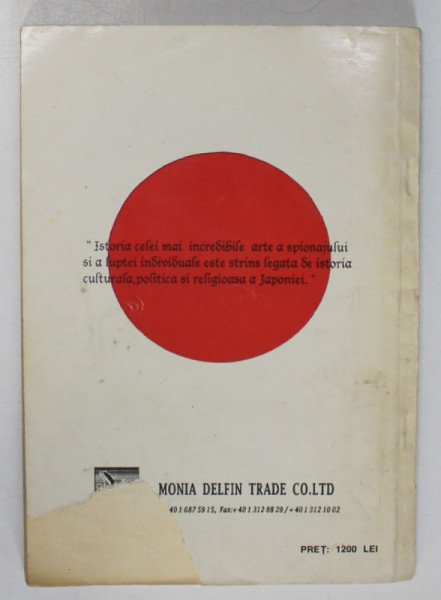 " Istoria celei mai incredibile arte a spionajului
si a luptei individuale este strins legata de istoria
culturala,politica si religioasa a Japoniei. "
MONIA DELFIN TRADE CO.LTD
40 1 687 59 15, Fax:+ 40 1 312 88 29 / + 40 1 312 10 02
PREŢ: 1200 LEI